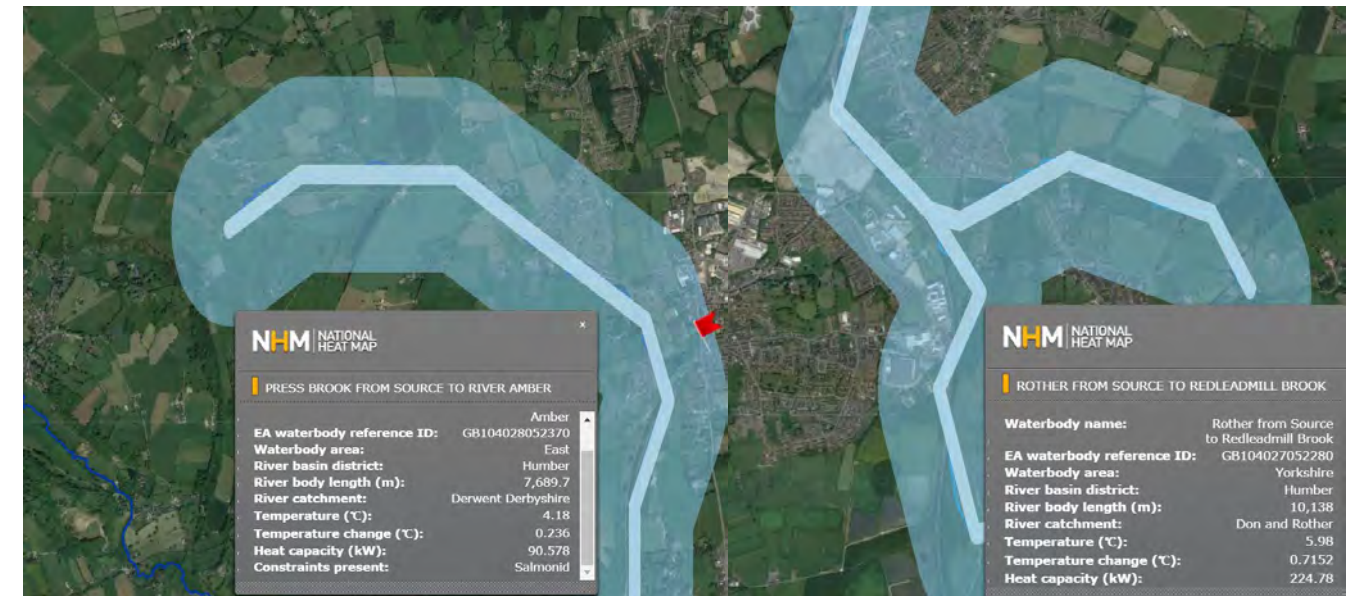 NHM NATIONAL
HEAT MAP
x
PRESS BROOK FROM SOURCE TO RIVER AMBER
Amber
EA waterbody reference ID: GB104028052370
Waterbody area: East
River basin district: Humber
River body length (m): 7,689.7
River catchment: Derwent Derbyshire
Temperature (℃): 4.18
Temperature change (℃): 0.236
Heat capacity (kW): 90.578
Constraints present: Salmonid
NHM NATIONAL
HEAT MAP
ROTHER FROM SOURCE TO REDLEADMILL BROOK
Waterbody name: Rother from Source
to Redleadmill Brook
EA waterbody reference ID: GB104027052280
Waterbody area: Yorkshire
River basin district: Humber
River body length (m): 10,138
River catchment: Don and Rother
Temperature (℃): 5.98
Temperature change (℃): 0.7152
Heat capacity (kW): 224.78